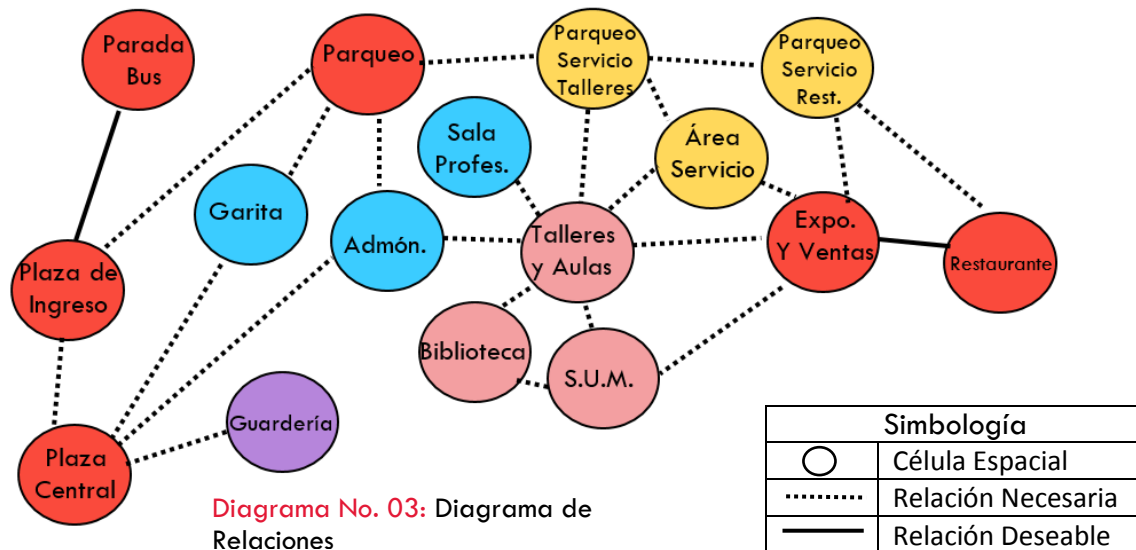 Parada
Bus
Parqueo
Parqueo
Servicio
Talleres
Parqueo
Servicio
Rest.
Sala
Profes.
Área
Servicio
Garita
Admón.
Talleres
y Aulas
Expo.
Y Ventas
Restaurante
Plaza de
Ingreso
Biblioteca
S.U.M.
Guardería
Plaza
Central
Diagrama No. 03: Diagrama de
Relaciones
Simbología
Célula Espacial
Relación Necesaria
Relación Deseable